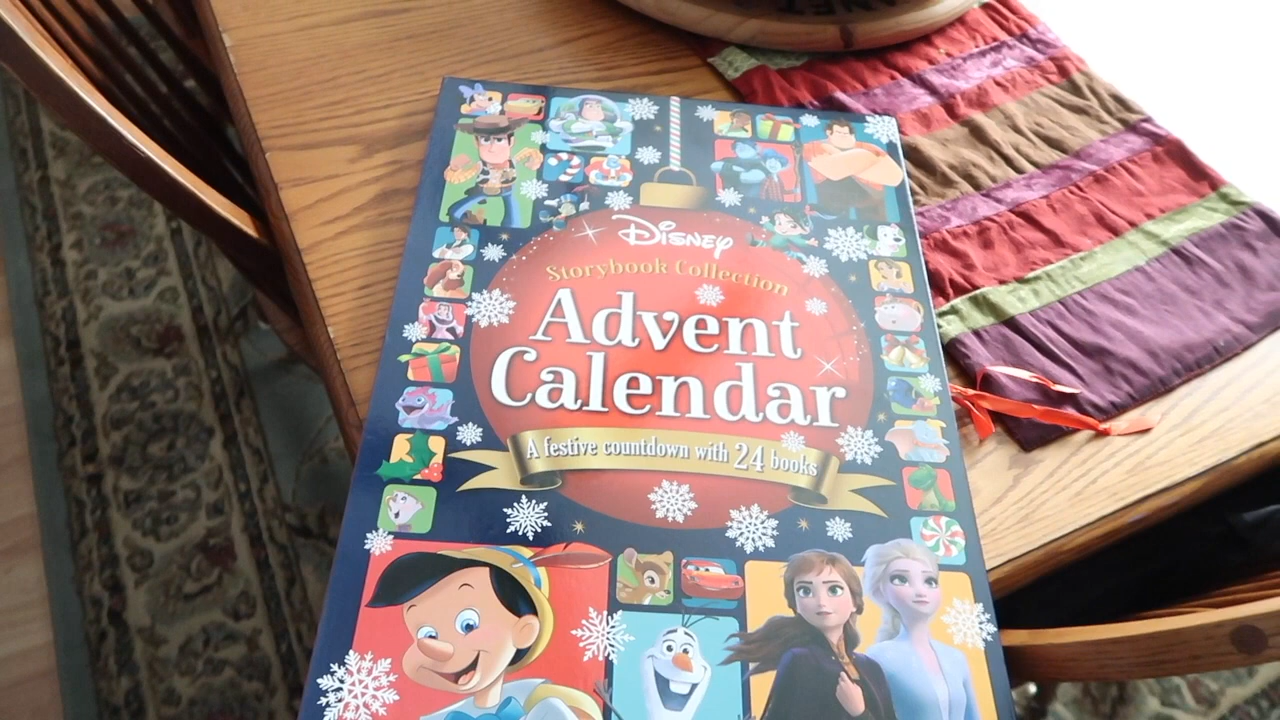 Disney
Storybook Collection
Advent
Calendar
A festive countdown with 24 books